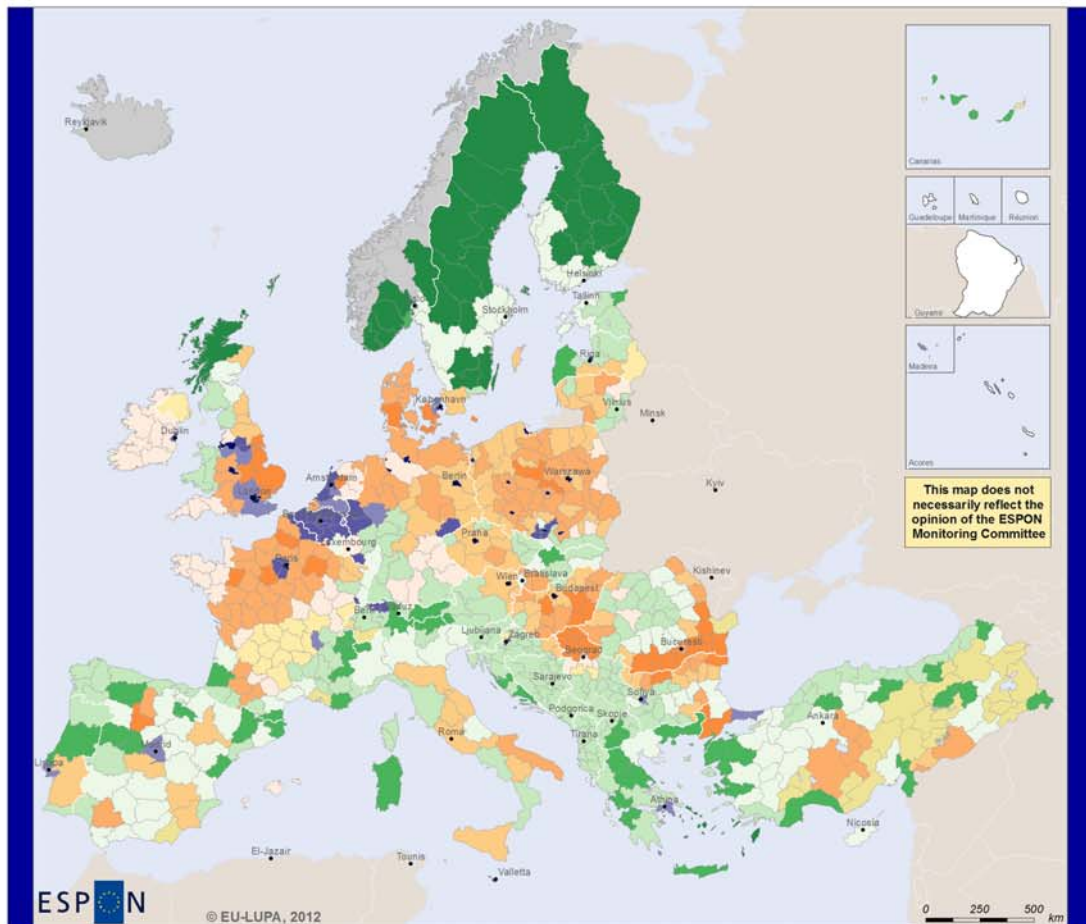 Reykjavik
Canarias
Guadeloupe
Martinique
Réunion
Guyane
Madeira
Acores
This map does not
necessarily reflect the
opinion of the ESPON
Monitoring Committee
Helsinki
Tallinn
Stockholm
Riga
København
Vilnius
Minsk
Dublin
Berlin
Warszawa
Kyiv
Luxembourg
Praha
Paris
Wien
Bratislava
Kishinev
Budapest
Ljubljana
Zagreb
Beograd
Bucuresti
Sarajevo
Sofiya
Podgorica
Skopje
Roma
Tirana
Ankara
Lisboa
Athina
Nicosia
El-Jazair
Tounis
Valletta
ESPON
© EU-LUPA, 2012
0 250 500
km